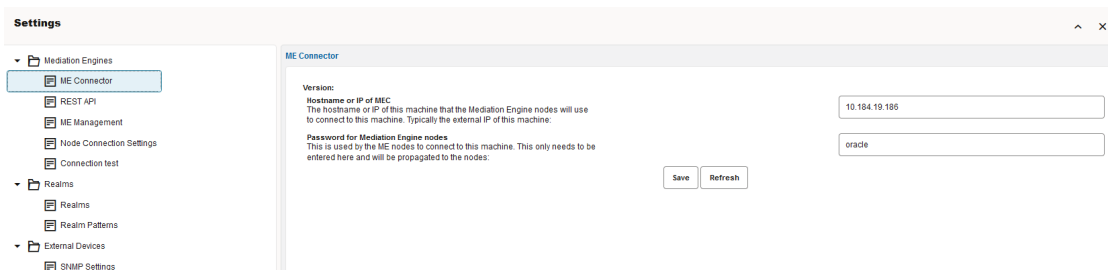 Settings
Mediation Engines
ME Connector
REST API
ME Management
Node Connection Settings
Connection test
Realms
Realms
Realm Patterns
External Devices
SNMP Settings
ME Connector
Version:
Hostname or IP of MEC
The hostname or IP of this machine that the Mediation Engine nodes will use
to connect to this machine. Typically the external IP of this machine:
10.184.19.186
Password for Mediation Engine nodes
This is used by the ME nodes to connect to this machine. This only needs to be
entered here and will be propagated to the nodes:
oracle
Save Refresh